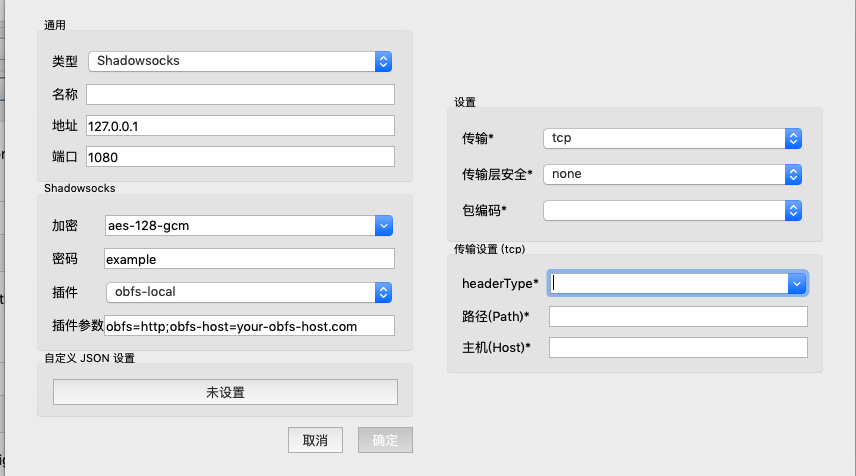 通用
类型 Shadowsocks
名称
地址 127.0.0.1
端口 1080
Shadowsocks
加密 aes-128-gcm
密码 example
插件 obfs-local
插件参数 obfs=http;obfs-host=your-obfs-host.com
自定义 JSON 设置
未设置
取消 确定
设置
传输* tcp
传输层安全* none
包编码*
传输设置 (tcp)
headerType*
路径(Path)*
主机(Host)*